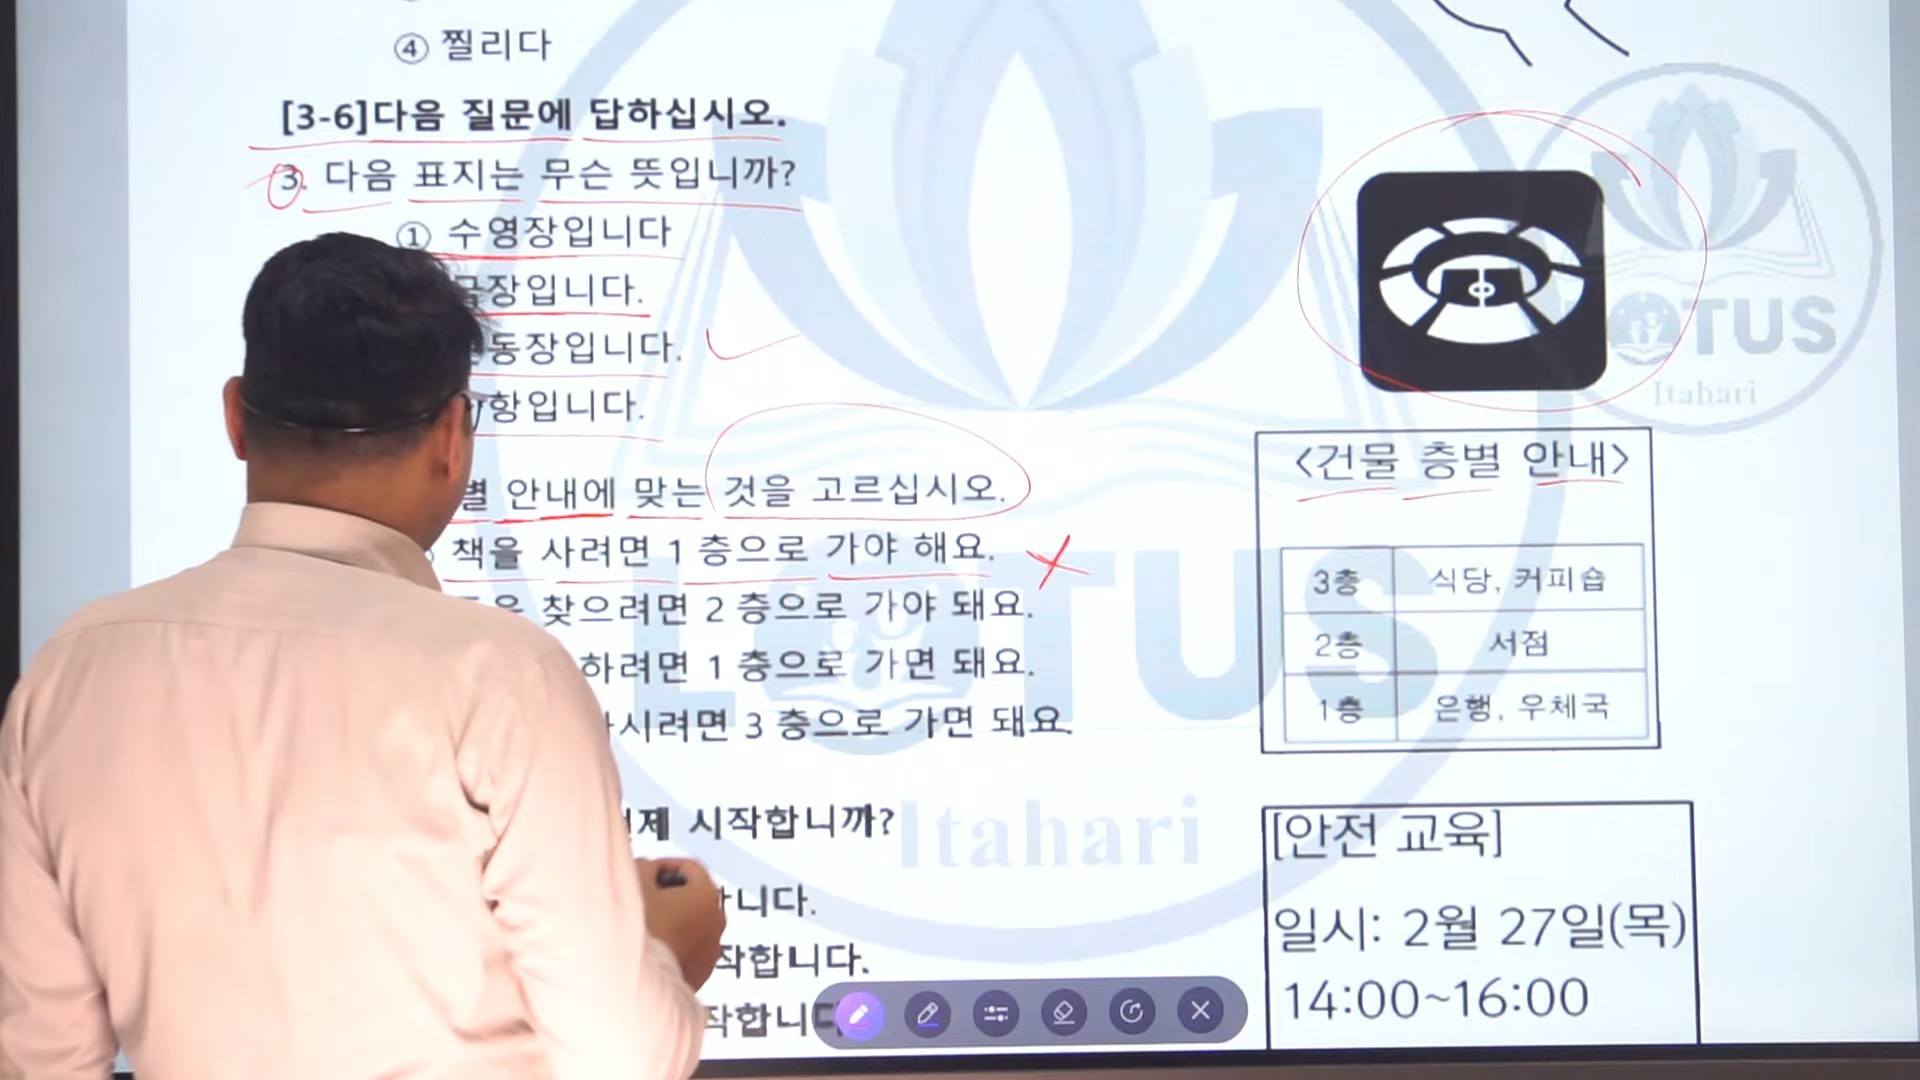 ④ 찔리다
[3-6]다음 질문에 답하십시오.
3. 다음 표지는 무슨 뜻입니까?
① 수영장입니다
장입니다.
동장입니다.
항입니다.
별 안내에 맞는 것을 고르십시오.
책을 사려면 1 층으로 가야 해요.
찾으려면 2 층으로 가야 돼요.
하려면 1 층으로 가면 돼요.
시려면 3 층으로 가면 돼요.
제 시작합니까?
니다.
작합니다.
작합니다
<건물 층별 안내>
3층 식당, 커피숍
2층 서점
1층 은행, 우체국
[안전 교육]
일시: 2월 27일(목)
14:00~16:00
LOTUS
Itahari
LOTUS
Itahari